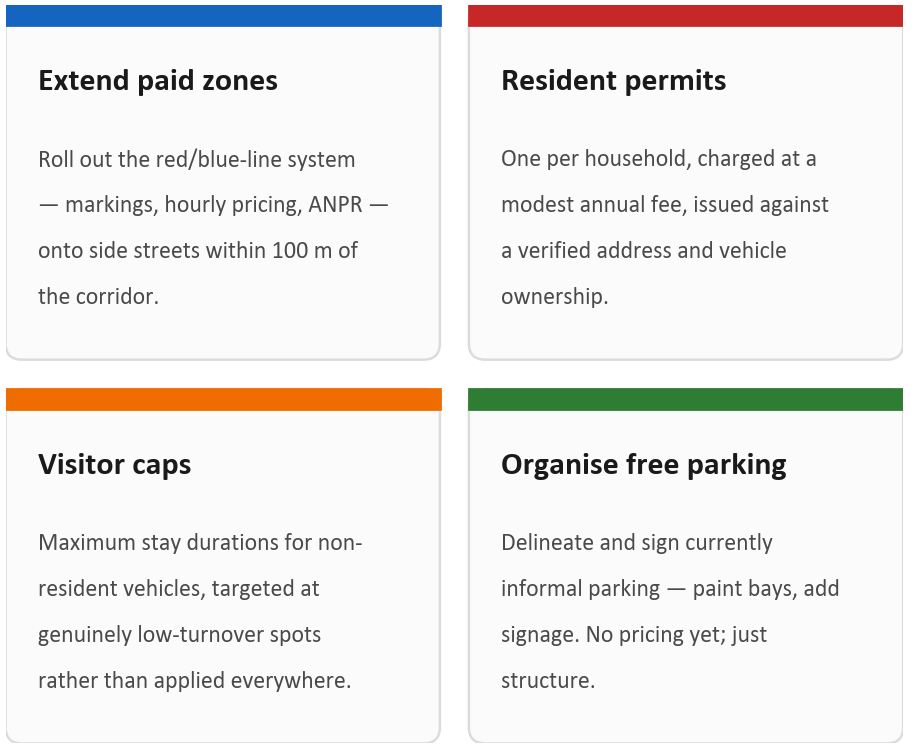 Extend paid zones
Roll out the red/blue-line system
— markings, hourly pricing, ANPR —
onto side streets within 100 m of
the corridor.
Resident permits
One per household, charged at a
modest annual fee, issued against
a verified address and vehicle
ownership.
Visitor caps
Maximum stay durations for non-
resident vehicles, targeted at
genuinely low-turnover spots
rather than applied everywhere.
Organise free parking
Delineate and sign currently
informal parking — paint bays, add
signage. No pricing yet; just
structure.